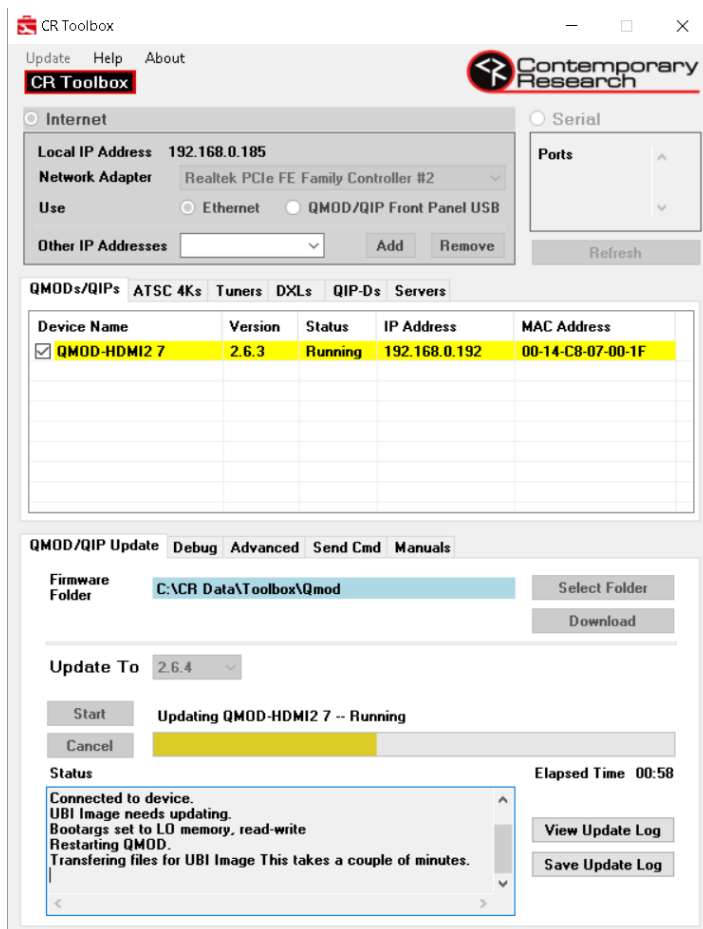 CR Toolbox
Update Help About
CR Toolbox
Contemporary Research
Internet
Serial
Local IP Address 192.168.0.185
Network Adapter Realtek PCIe FE Family Controller #2
Use Ethernet QMOD/QIP Front Panel USB
Other IP Addresses Add Remove
Ports
Refresh
QMODs/QIPs ATSC 4Ks Tuners DXLs QIP-Ds Servers
Device Name Version Status IP Address MAC Address
QMOD-HDMI2 7 2.6.3 Running 192.168.0.192 00-14-C8-07-00-1F
QMOD/QIP Update Debug Advanced Send Cmd Manuals
Firmware Folder C:\CR Data\Toolbox\Qmod Select Folder
Download
Update To 2.6.4
Start Updating QMOD-HDMI2 7 -- Running
Cancel
Status Elapsed Time 00:58
Connected to device.
UBI Image needs updating.
Bootargs set to LO memory, read-write
Restarting QMOD.
Transfering files for UBI Image This takes a couple of minutes.
View Update Log
Save Update Log